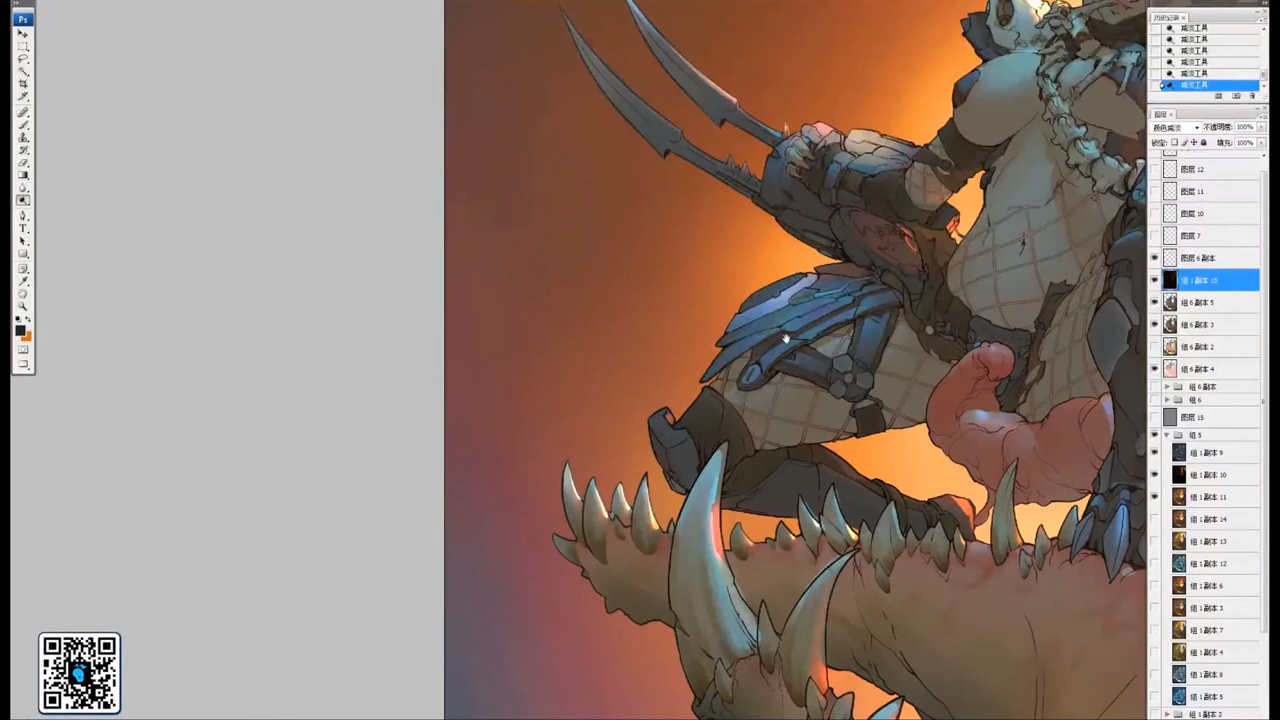 Ps
历史记录
减淡工具
减淡工具
减淡工具
减淡工具
减淡工具
减淡工具
图层
颜色减淡
不透明度: 100%
锁定:
填充: 100%
图层 12
图层 11
图层 10
图层 7
图层 6 副本
组 1 副本 15
组 6 副本 5
组 6 副本 3
组 6 副本 2
组 6 副本 4
组 6 副本
组 6
图层 15
组 5
组 1 副本 9
组 1 副本 10
组 1 副本 11
组 1 副本 14
组 1 副本 13
组 1 副本 12
组 1 副本 6
组 1 副本 3
组 1 副本 7
组 1 副本 4
组 1 副本 8
组 1 副本 5
组 1 副本 2
T